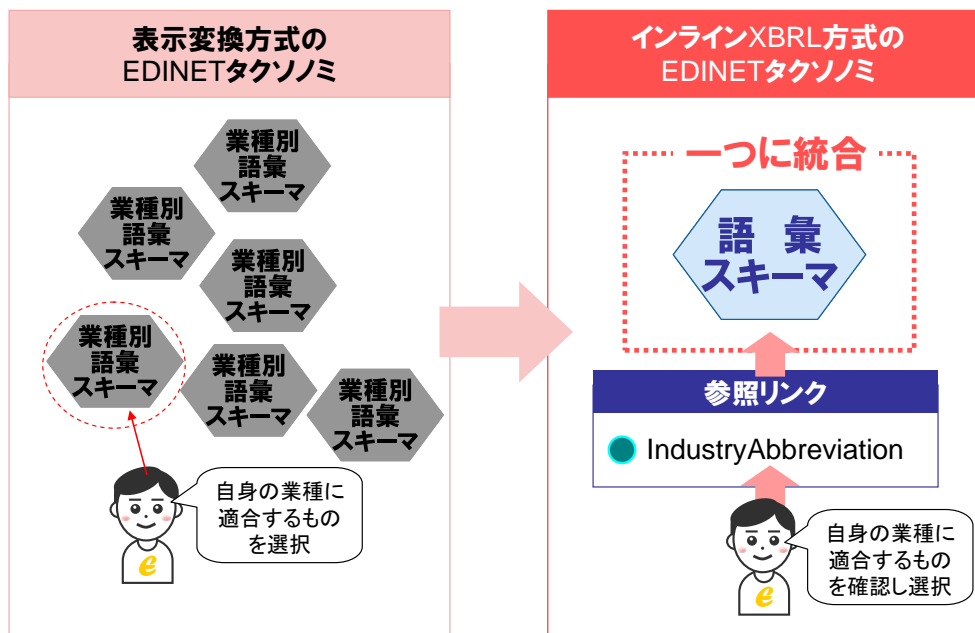 表示変換方式の
EDINETタクソノミ
業種別
語彙
スキーマ
業種別
語彙
スキーマ
業種別
語彙
スキーマ
業種別
語彙
スキーマ
業種別
語彙
スキーマ
業種別
語彙
スキーマ
自身の業種に
適合するもの
を選択
e
インラインXBRL方式の
EDINETタクソノミ
一つに統合
語 彙
スキーマ
参照リンク
IndustryAbbreviation
自身の業種に
適合するもの
を確認し選択
e